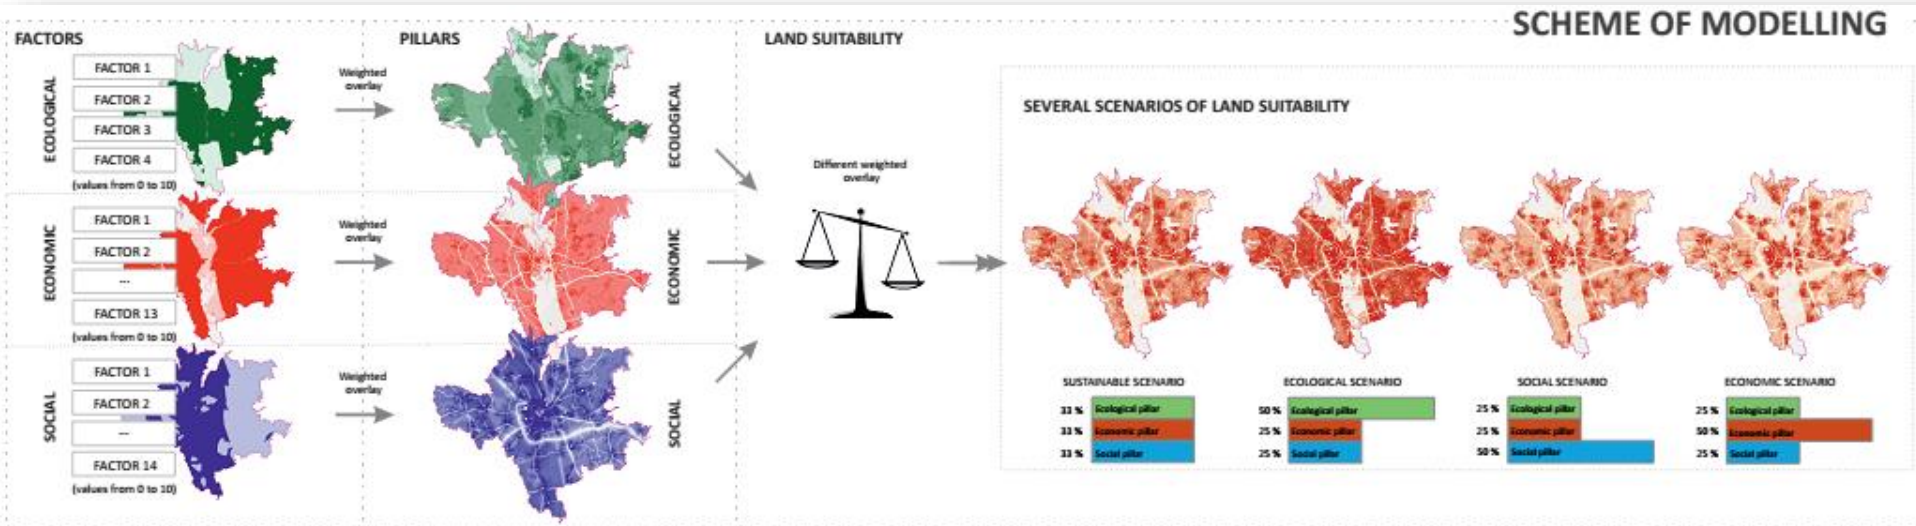 SCHEME OF MODELLING
FACTORS
PILLARS
LAND SUITABILITY
ECOLOGICAL
FACTOR 1
FACTOR 2
FACTOR 3
FACTOR 4
(values from 0 to 10)
Weighted
overlay
ECOLOGICAL
ECONOMIC
FACTOR 1
FACTOR 2
...
FACTOR 13
(values from 0 to 10)
Weighted
overlay
ECONOMIC
SOCIAL
FACTOR 1
FACTOR 2
...
FACTOR 14
(values from 0 to 10)
Weighted
overlay
SOCIAL
Different weighted
overlay
SEVERAL SCENARIOS OF LAND SUITABILITY
SUSTAINABLE SCENARIO
33 % Ecological pillar
33 % Economic pillar
33 % Social pillar
ECOLOGICAL SCENARIO
50 % Ecological pillar
25 % Economic pillar
25 % Social pillar
SOCIAL SCENARIO
25 % Ecological pillar
25 % Economic pillar
50 % Social pillar
ECONOMIC SCENARIO
25 % Ecological pillar
50 % Economic pillar
25 % Social pillar